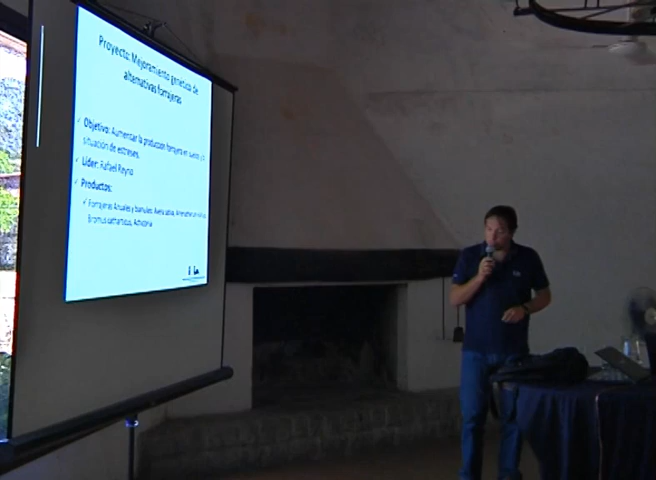 Proyecto: Mejoramiento genético de
alternativas forrajeras
✓ Objetivo: Aumentar la producción forrajera en suelos y/o
situación de estreses.
✓ Líder: Rafael Reyno
✓ Productos:
✓ Forrajeras Anuales y bianuales: Avena
Bromus catharticus,